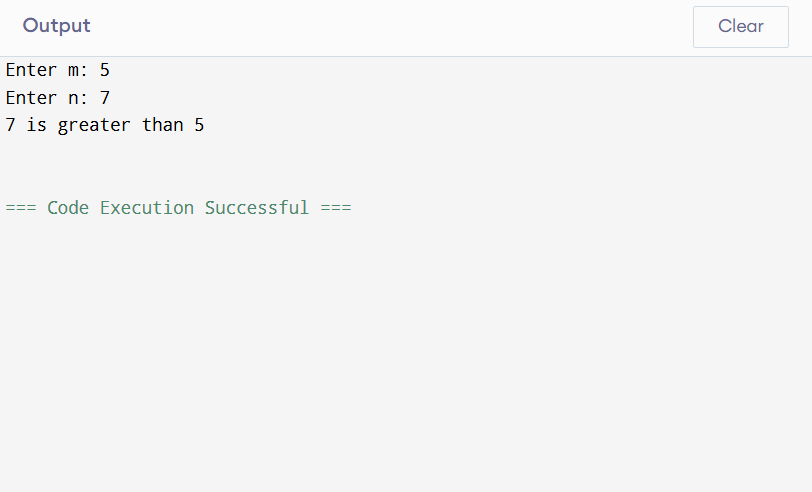 Output
Clear
Enter m: 5
Enter n: 7
7 is greater than 5
=== Code Execution Successful ===